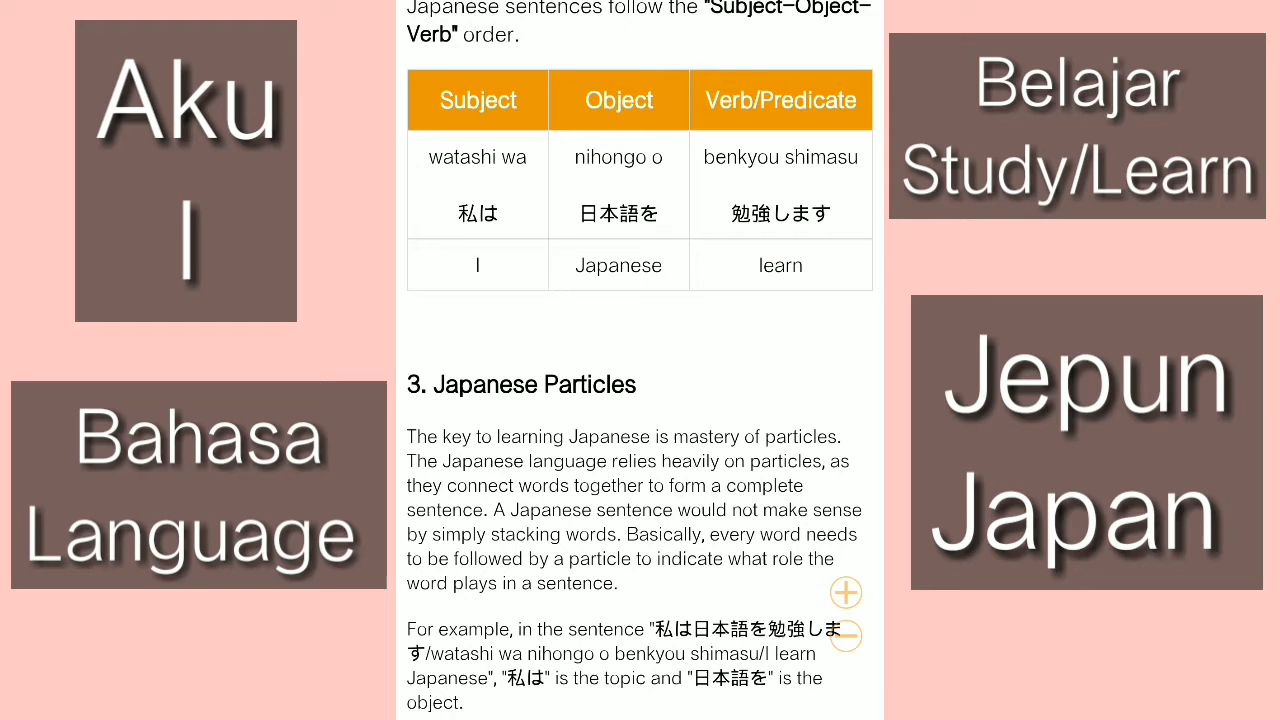 Aku
I
Bahasa
Language
Japanese sentences follow the "Subject-Object-
Verb" order.
Subject Object Verb/Predicate
watashi wa nihongo o benkyou shimasu
私は 日本語を 勉強します
I Japanese learn
3. Japanese Particles
The key to learning Japanese is mastery of particles.
The Japanese language relies heavily on particles, as
they connect words together to form a complete
sentence. A Japanese sentence would not make sense
by simply stacking words. Basically, every word needs
to be followed by a particle to indicate what role the
word plays in a sentence.
For example, in the sentence "私は日本語を勉強しま
す/watashi wa nihongo o benkyou shimasu/I learn
Japanese", "私は" is the topic and "日本語を" is the
object.
Belajar
Study/Learn
Jepun
Japan